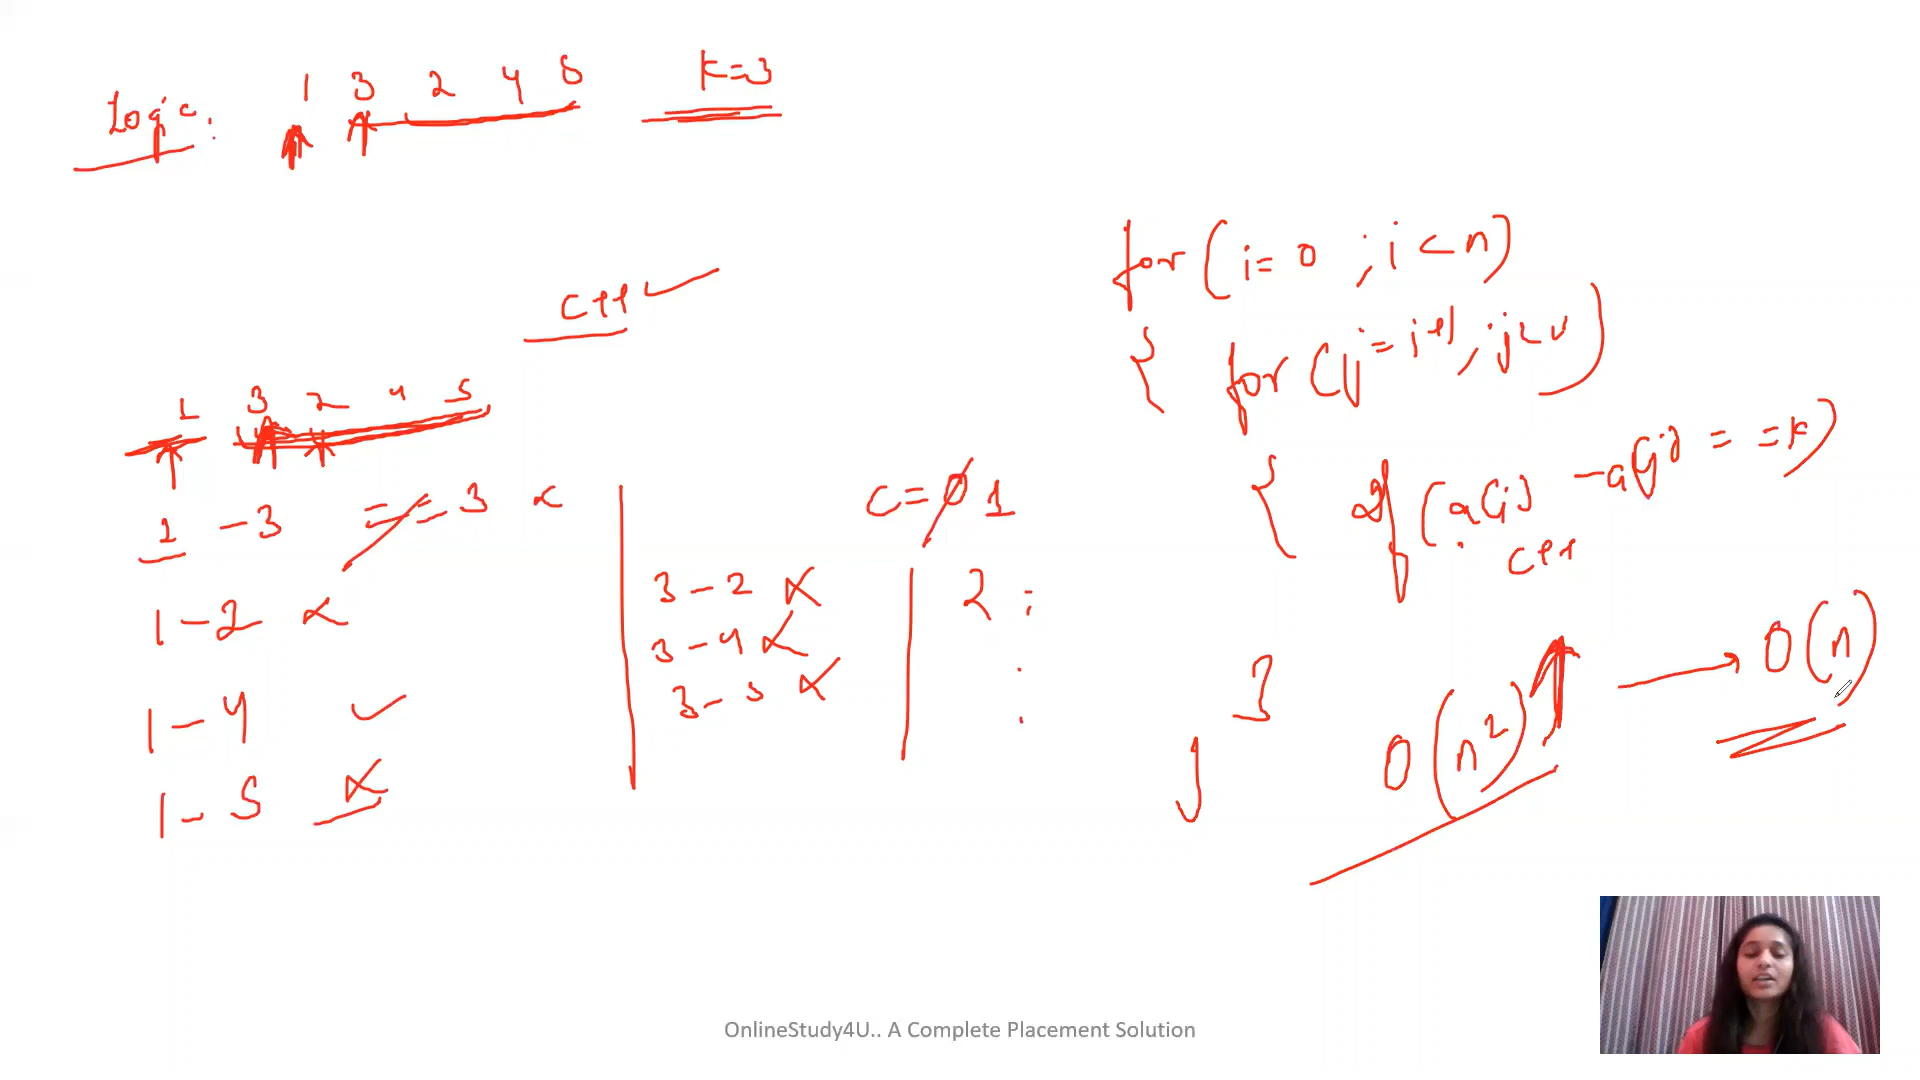 Logic:
1 3 2 4 5
K=3
C++
1 3 2 4 5
1 - 3 == 3 x
1 - 2 x
1 - 4 ✓
1 - 5 x
3 - 2 x
3 - 4 x
3 - 5 x
C = 0 1
2 :
for (i = 0 ; i < n)
{ for (j = i+1 ; j < n)
{ if (a[i] - a[j] == k)
C++
}
}
O(n²) → O(n)
OnlineStudy4U.. A Complete Placement Solution